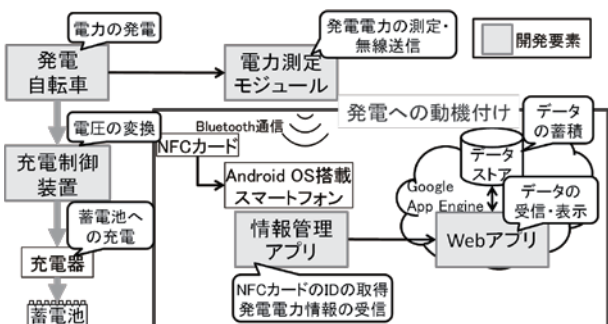 電力の発電
発電
自転車
電力測定
モジュール
発電電力の測定・
無線送信
開発要素
電圧の変換
充電制御
装置
蓄電池へ
の充電
充電器
蓄電池
発電への動機付け
Bluetooth通信
NFCカード
Android OS搭載
スマートフォン
情報管理
アプリ
NFCカードのIDの取得
発電電力情報の受信
データ
の蓄積
データ
ストア
Google
App Engine
データの
受信・表示
Webアプリ